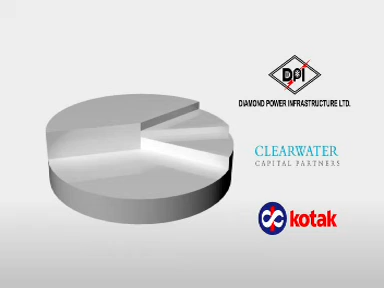 DPI
DIAMOND POWER INFRASTRUCTURE LTD.
CLEARWATER
CAPITAL PARTNERS
kotak